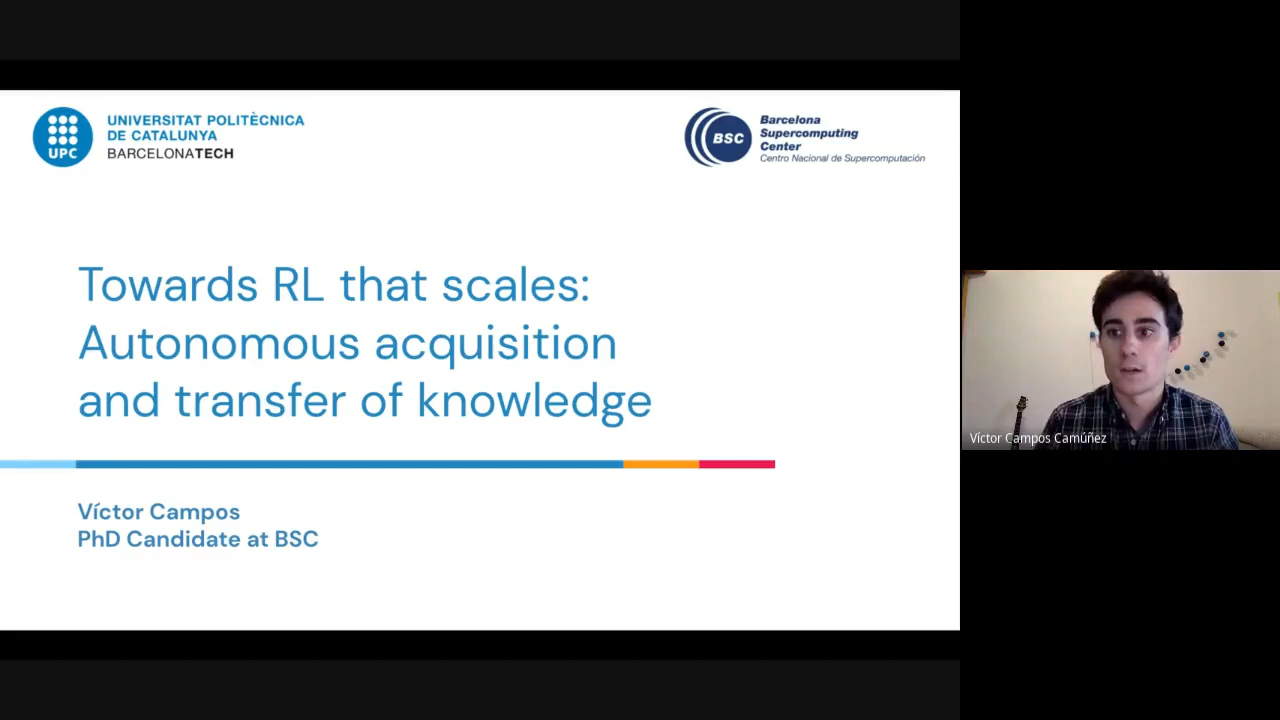 UPC
UNIVERSITAT POLITÈCNICA
DE CATALUNYA
BARCELONATECH
BSC
Barcelona
Supercomputing
Center
Centro Nacional de Supercomputación
Towards RL that scales:
Autonomous acquisition
and transfer of knowledge
Víctor Campos
PhD Candidate at BSC
Víctor Campos Camúñez